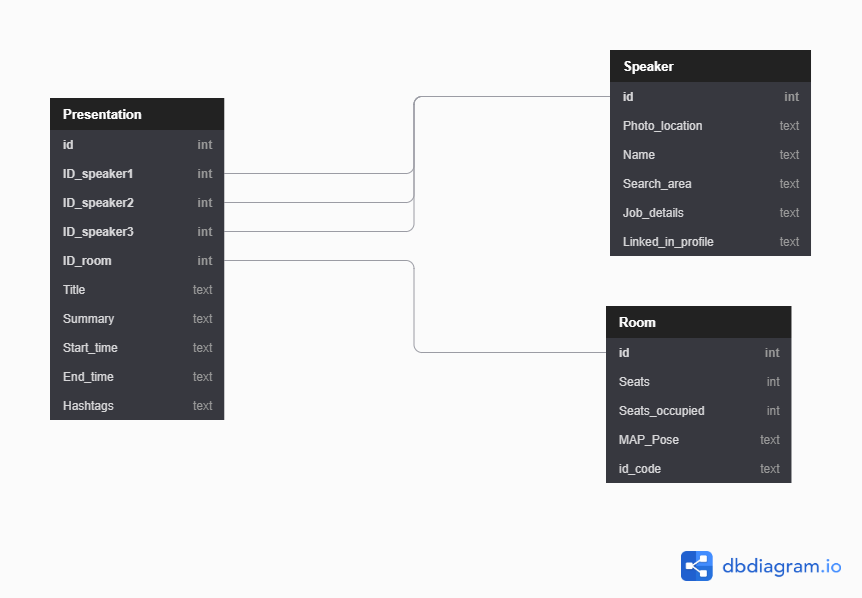 Presentation
id int
ID_speaker1 int
ID_speaker2 int
ID_speaker3 int
ID_room int
Title text
Summary text
Start_time text
End_time text
Hashtags text
Speaker
id int
Photo_location text
Name text
Search_area text
Job_details text
Linked_in_profile text
Room
id int
Seats int
Seats_occupied int
MAP_Pose text
id_code text
dbdiagram.io